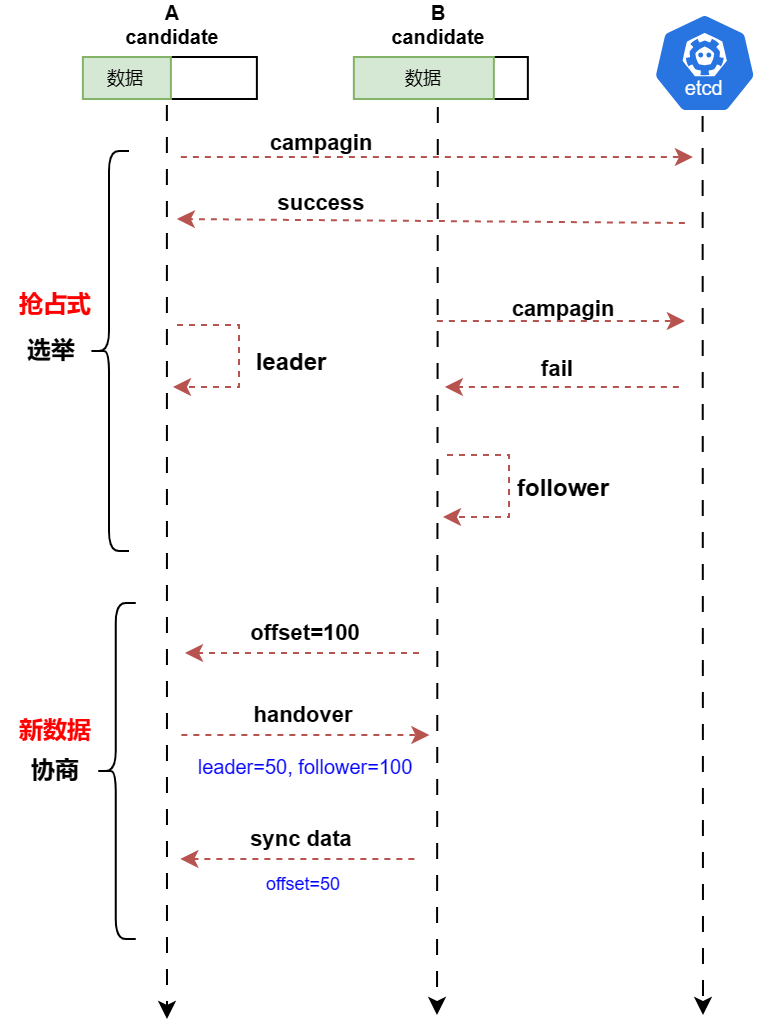 A
candidate
B
candidate
数据
数据
etcd
campagin
success
抢占式
选举
campagin
leader
fail
follower
offset=100
新数据
协商
handover
leader=50, follower=100
sync data
offset=50